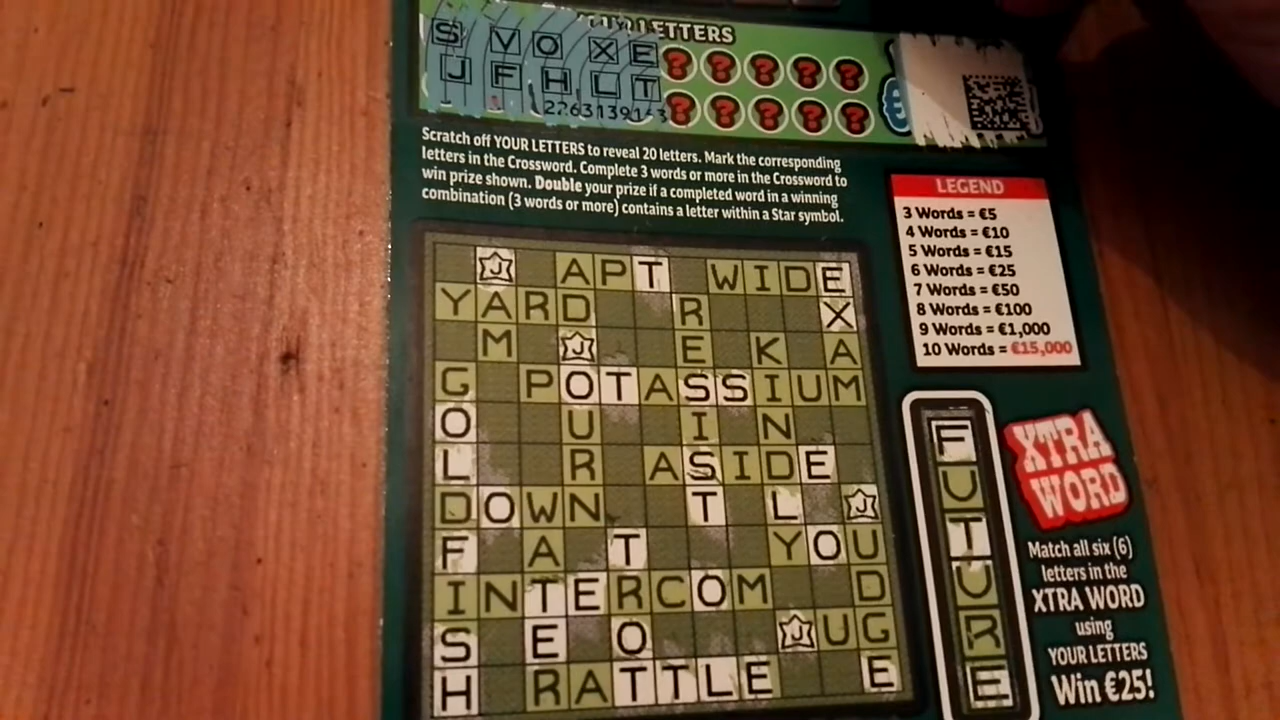 YOUR LETTERS
S V O X E
J F H L T
? ? ? ? ?
? ? ? ? ?
€
Scratch off YOUR LETTERS to reveal 20 letters. Mark the corresponding
letters in the Crossword. Complete 3 words or more in the Crossword to
win prize shown. Double your prize if a completed word in a winning
combination (3 words or more) contains a letter within a Star symbol.
LEGEND
3 Words = €5
4 Words = €10
5 Words = €15
6 Words = €25
7 Words = €50
8 Words = €100
9 Words = €1,000
10 Words = €15,000
J APT WIDE
YARD R X
M J E K A
G POTASSIUM
O U I N
L R ASIDE
DOWN T L J
F A T YOU
INTERCOM D
S E O JUG
H RATTLE E
F
U
T
U
R
E
XTRA
WORD
Match all six (6)
letters in the
XTRA WORD
using
YOUR LETTERS
Win €25!